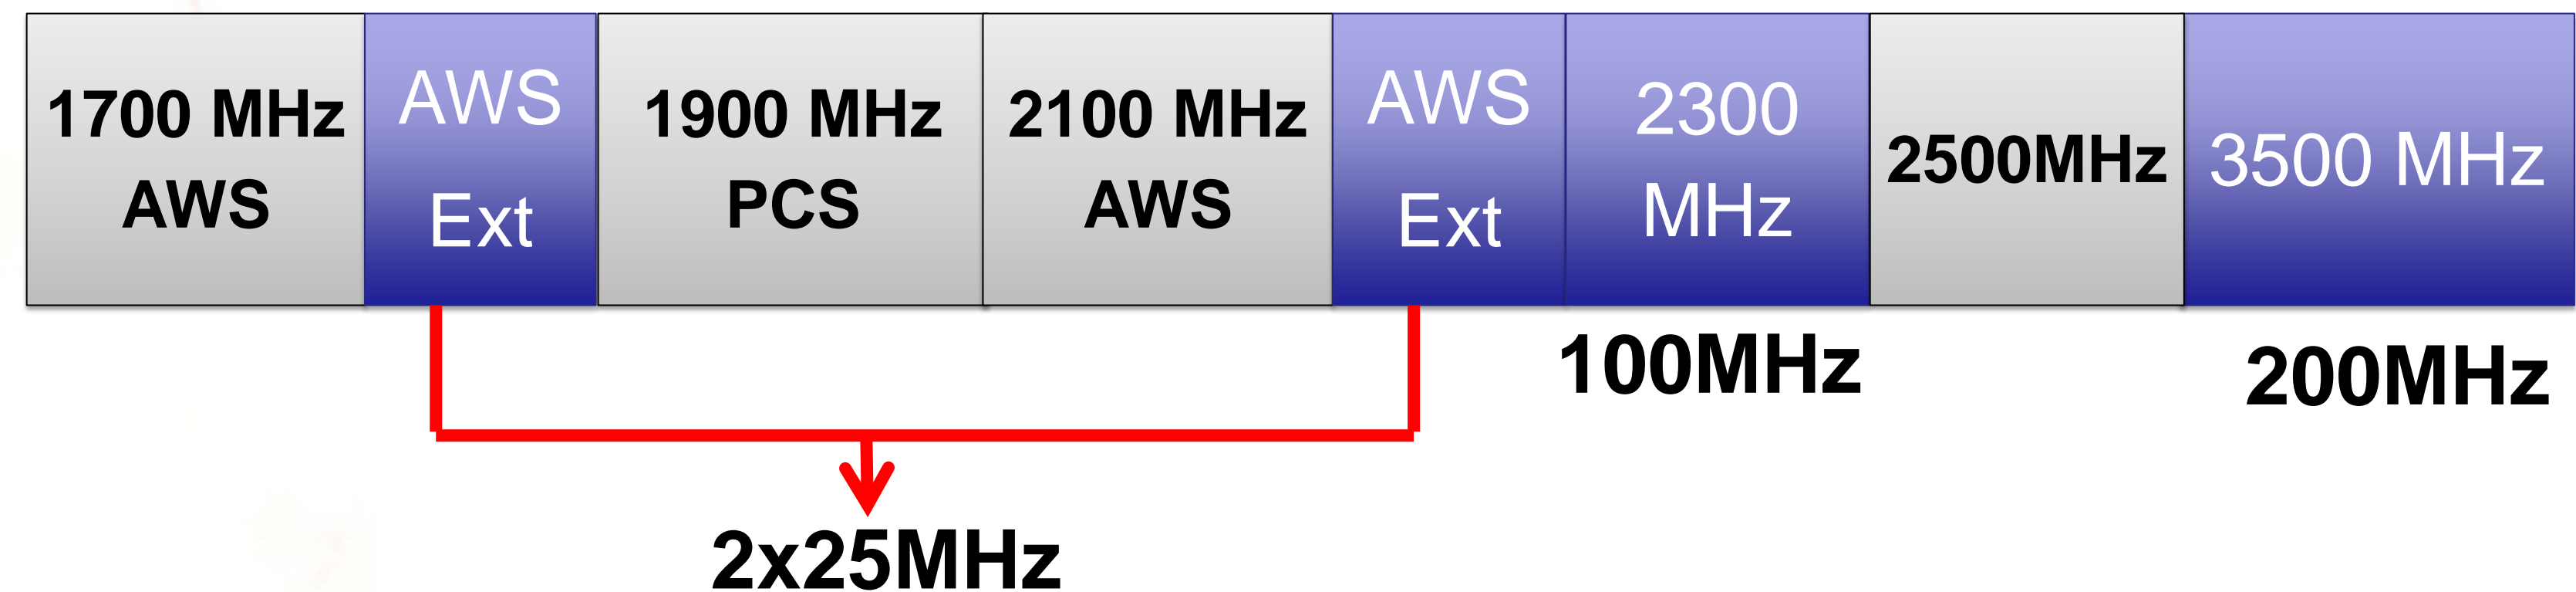 1700 MHz
AWS
AWS
Ext
1900 MHz
PCS
2100 MHz
AWS
AWS
Ext
2300
MHz
2500MHz
3500 MHz
100MHz
200MHz
2x25MHz